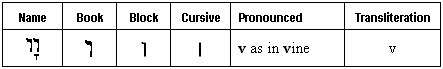 Name Book Block Cursive Pronounced Transliteration
וָו ו ו ו v as in vine v